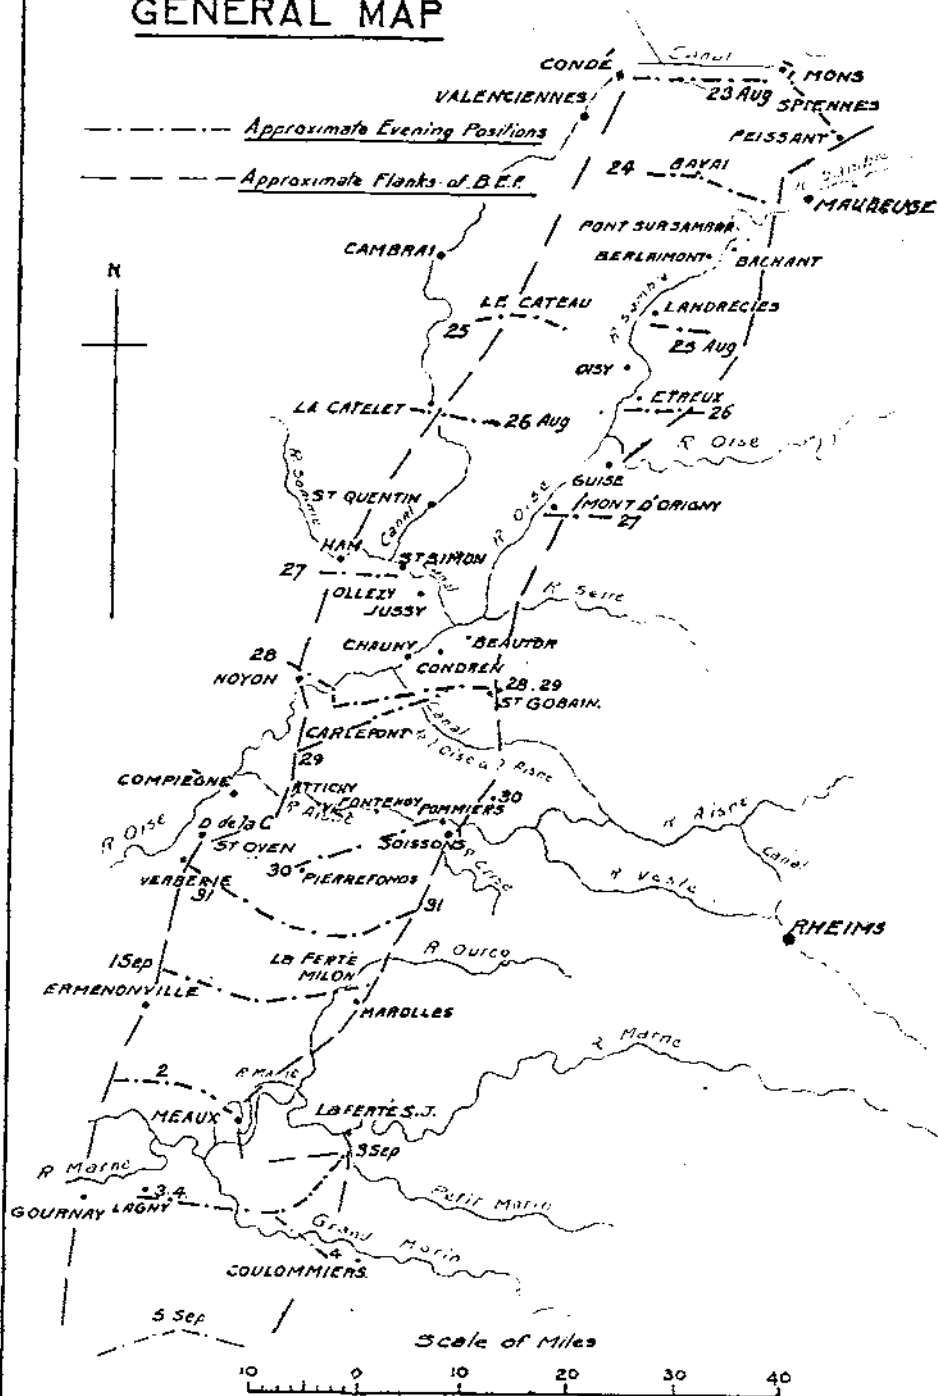 GENERAL MAP
Canal
CONDÉ
MONS
23 Aug
VALENCIENNES
SPIENNES
Approximate Evening Positions
PEISSANT
BAVAI
24
R Sambre
Approximate Flanks of B.E.F.
MAUBEUGE
PONT SUR SAMBRE
CAMBRAI
BERLAIMONT
BACHANT
N
R Sambre
LE CATEAU
LANDRECIES
25
25 Aug
OISY
ETREUX
LA CATELET
26 Aug
26
R Oise
GUISE
R Somme
ST QUENTIN
Canal
R Oise
MONT D'ORIGNY
27
HAM
ST SIMON
27
Canal
OLLEZY
JUSSY
R Serre
CHAUNY
BEAUTOR
28
CONDREN
NOYON
28.29
ST GOBAIN.
CARLEPONT
Canal
l'Oise à l'Aisne
29
COMPIÈGNE
ATTICHY
R Aisne
FONTENOY
POMMIERS
30
R Aisne
R Oise
D de la C
ST OVEN
SOISSONS
Canal
R Crise
30
PIERREFONDS
VERBERIE
31
R Vesle
31
RHEIMS
R Ourcq
1 Sep
LA FERTÉ
MILON
ERMENONVILLE
MAROLLES
R Marne
2
R Marne
MEAUX
LA FERTÉ S.J.
3 Sep
R Marne
3.4.
Petit Morin
GOURNAY
LAGNY
Grand Morin
4
COULOMMIERS.
5 Sep
Scale of Miles
10 0 10 20 30 40